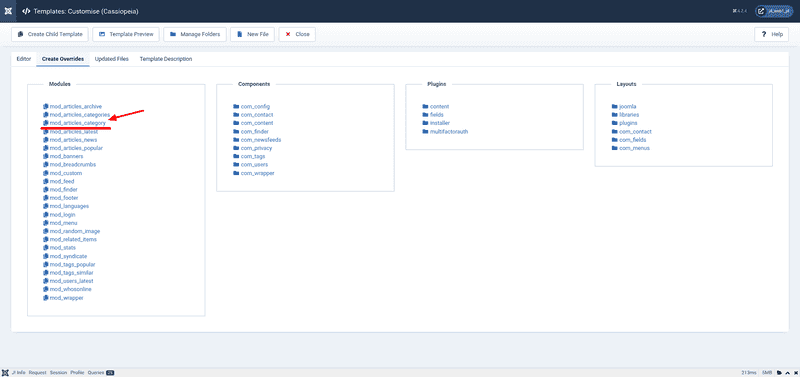 Templates: Customise (Cassiopeia)
4.2.4
Create Child Template
Template Preview
Manage Folders
New File
Close
Help
Editor
Create Overrides
Updated Files
Template Description
Modules
mod_articles_archive
mod_articles_categories
mod_articles_category
mod_articles_latest
mod_articles_news
mod_articles_popular
mod_banners
mod_breadcrumbs
mod_custom
mod_feed
mod_finder
mod_footer
mod_languages
mod_login
mod_menu
mod_random_image
mod_related_items
mod_stats
mod_syndicate
mod_tags_popular
mod_tags_similar
mod_users_latest
mod_whosonline
mod_wrapper
Components
com_config
com_contact
com_content
com_finder
com_newsfeeds
com_privacy
com_tags
com_users
com_wrapper
Plugins
content
fields
installer
multifactorauth
Layouts
joomla
libraries
plugins
com_contact
com_fields
com_menus
J! Info Request Session Profile Queries
213ms 5MB